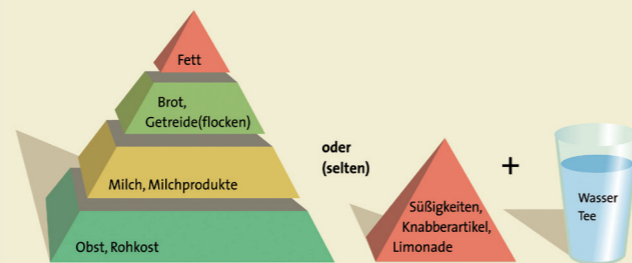 Fett
Brot,
Getreide(flocken)
Milch, Milchprodukte
Obst, Rohkost
oder
(selten)
Süßigkeiten,
Knabberartikel,
Limonade
+
Wasser
Tee